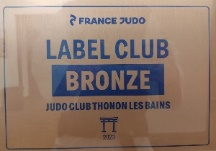 FRANCE JUDO
LABEL CLUB
BRONZE
JUDO CLUB THONON LES BAINS